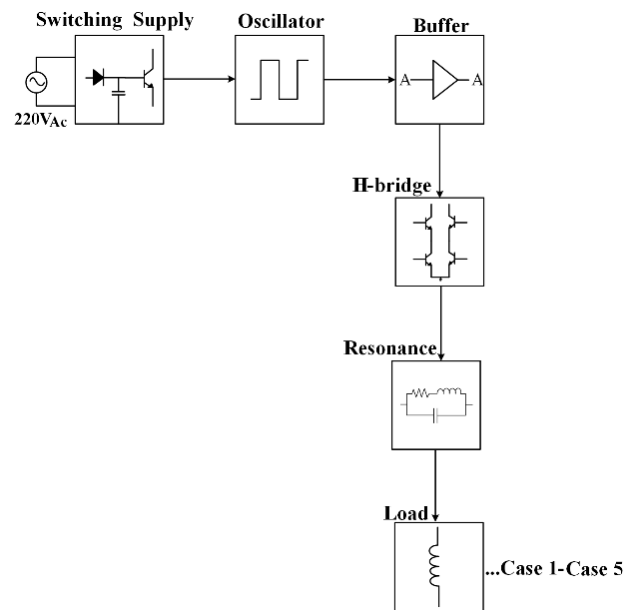 Switching Supply
Oscillator
Buffer
A A
220VAc
H-bridge
Resonance
Load
...Case 1-Case 5